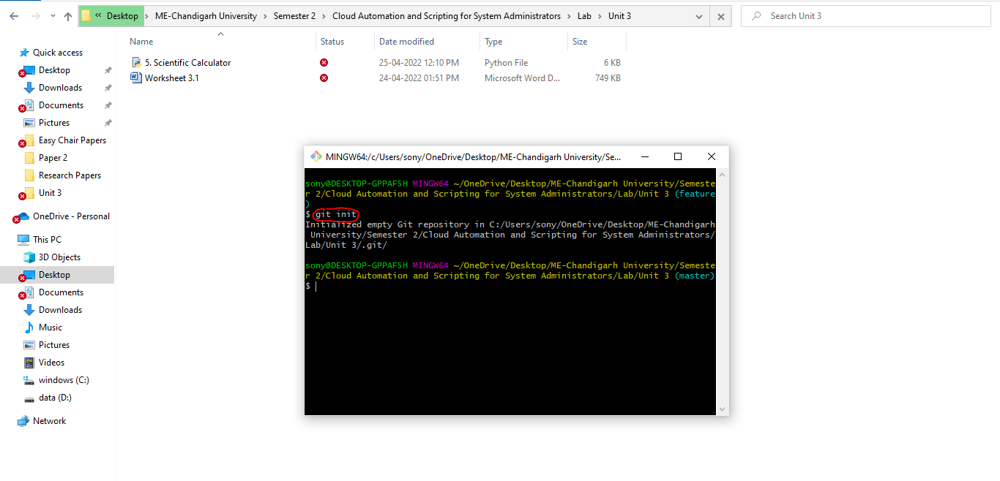 « Desktop › ME-Chandigarh University › Semester 2 › Cloud Automation and Scripting for System Administrators › Lab › Unit 3
Search Unit 3
Name Status Date modified Type Size
5. Scientific Calculator 25-04-2022 12:10 PM Python File 6 KB
Worksheet 3.1 24-04-2022 01:51 PM Microsoft Word D... 749 KB
Quick access
Desktop
Downloads
Documents
Pictures
Easy Chair Papers
Paper 2
Research Papers
Unit 3
OneDrive - Personal
This PC
3D Objects
Desktop
Documents
Downloads
Music
Pictures
Videos
windows (C:)
data (D:)
Network
MINGW64:/c/Users/sony/OneDrive/Desktop/ME-Chandigarh University/Se...
sony@DESKTOP-GPPAF5H MINGW64 ~/OneDrive/Desktop/ME-Chandigarh University/Semeste
r 2/Cloud Automation and Scripting for System Administrators/Lab/Unit 3 (feature
)
$ git init
Initialized empty Git repository in C:/Users/sony/OneDrive/Desktop/ME-Chandigarh
University/Semester 2/Cloud Automation and Scripting for System Administrators/
Lab/Unit 3/.git/
sony@DESKTOP-GPPAF5H MINGW64 ~/OneDrive/Desktop/ME-Chandigarh University/Semeste
r 2/Cloud Automation and Scripting for System Administrators/Lab/Unit 3 (master)
$